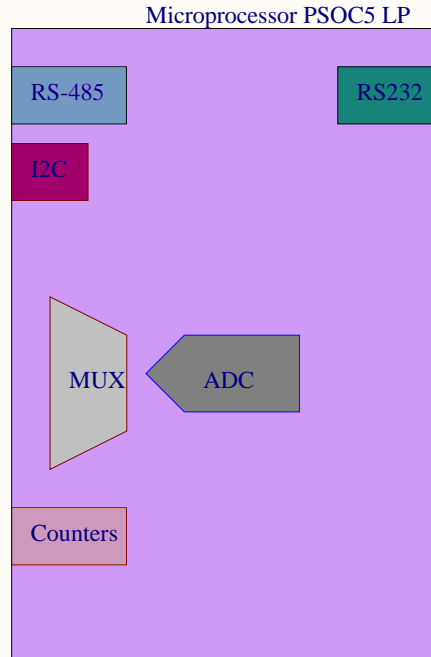 Microprocessor PSOC5 LP
RS-485
RS232
I2C
MUX
ADC
Counters